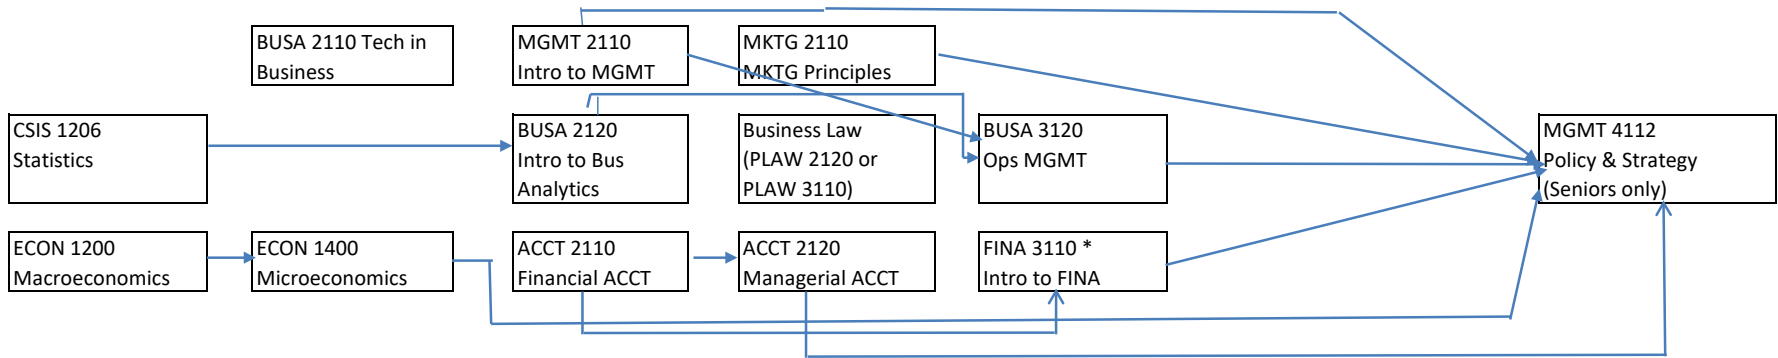 BUSA 2110 Tech in
Business
MGMT 2110
Intro to MGMT
MKTG 2110
MKTG Principles
CSIS 1206
Statistics
BUSA 2120
Intro to Bus
Analytics
Business Law
(PLAW 2120 or
PLAW 3110)
BUSA 3120
Ops MGMT
MGMT 4112
Policy & Strategy
(Seniors only)
ECON 1200
Macroeconomics
ECON 1400
Microeconomics
ACCT 2110
Financial ACCT
ACCT 2120
Managerial ACCT
FINA 3110 *
Intro to FINA